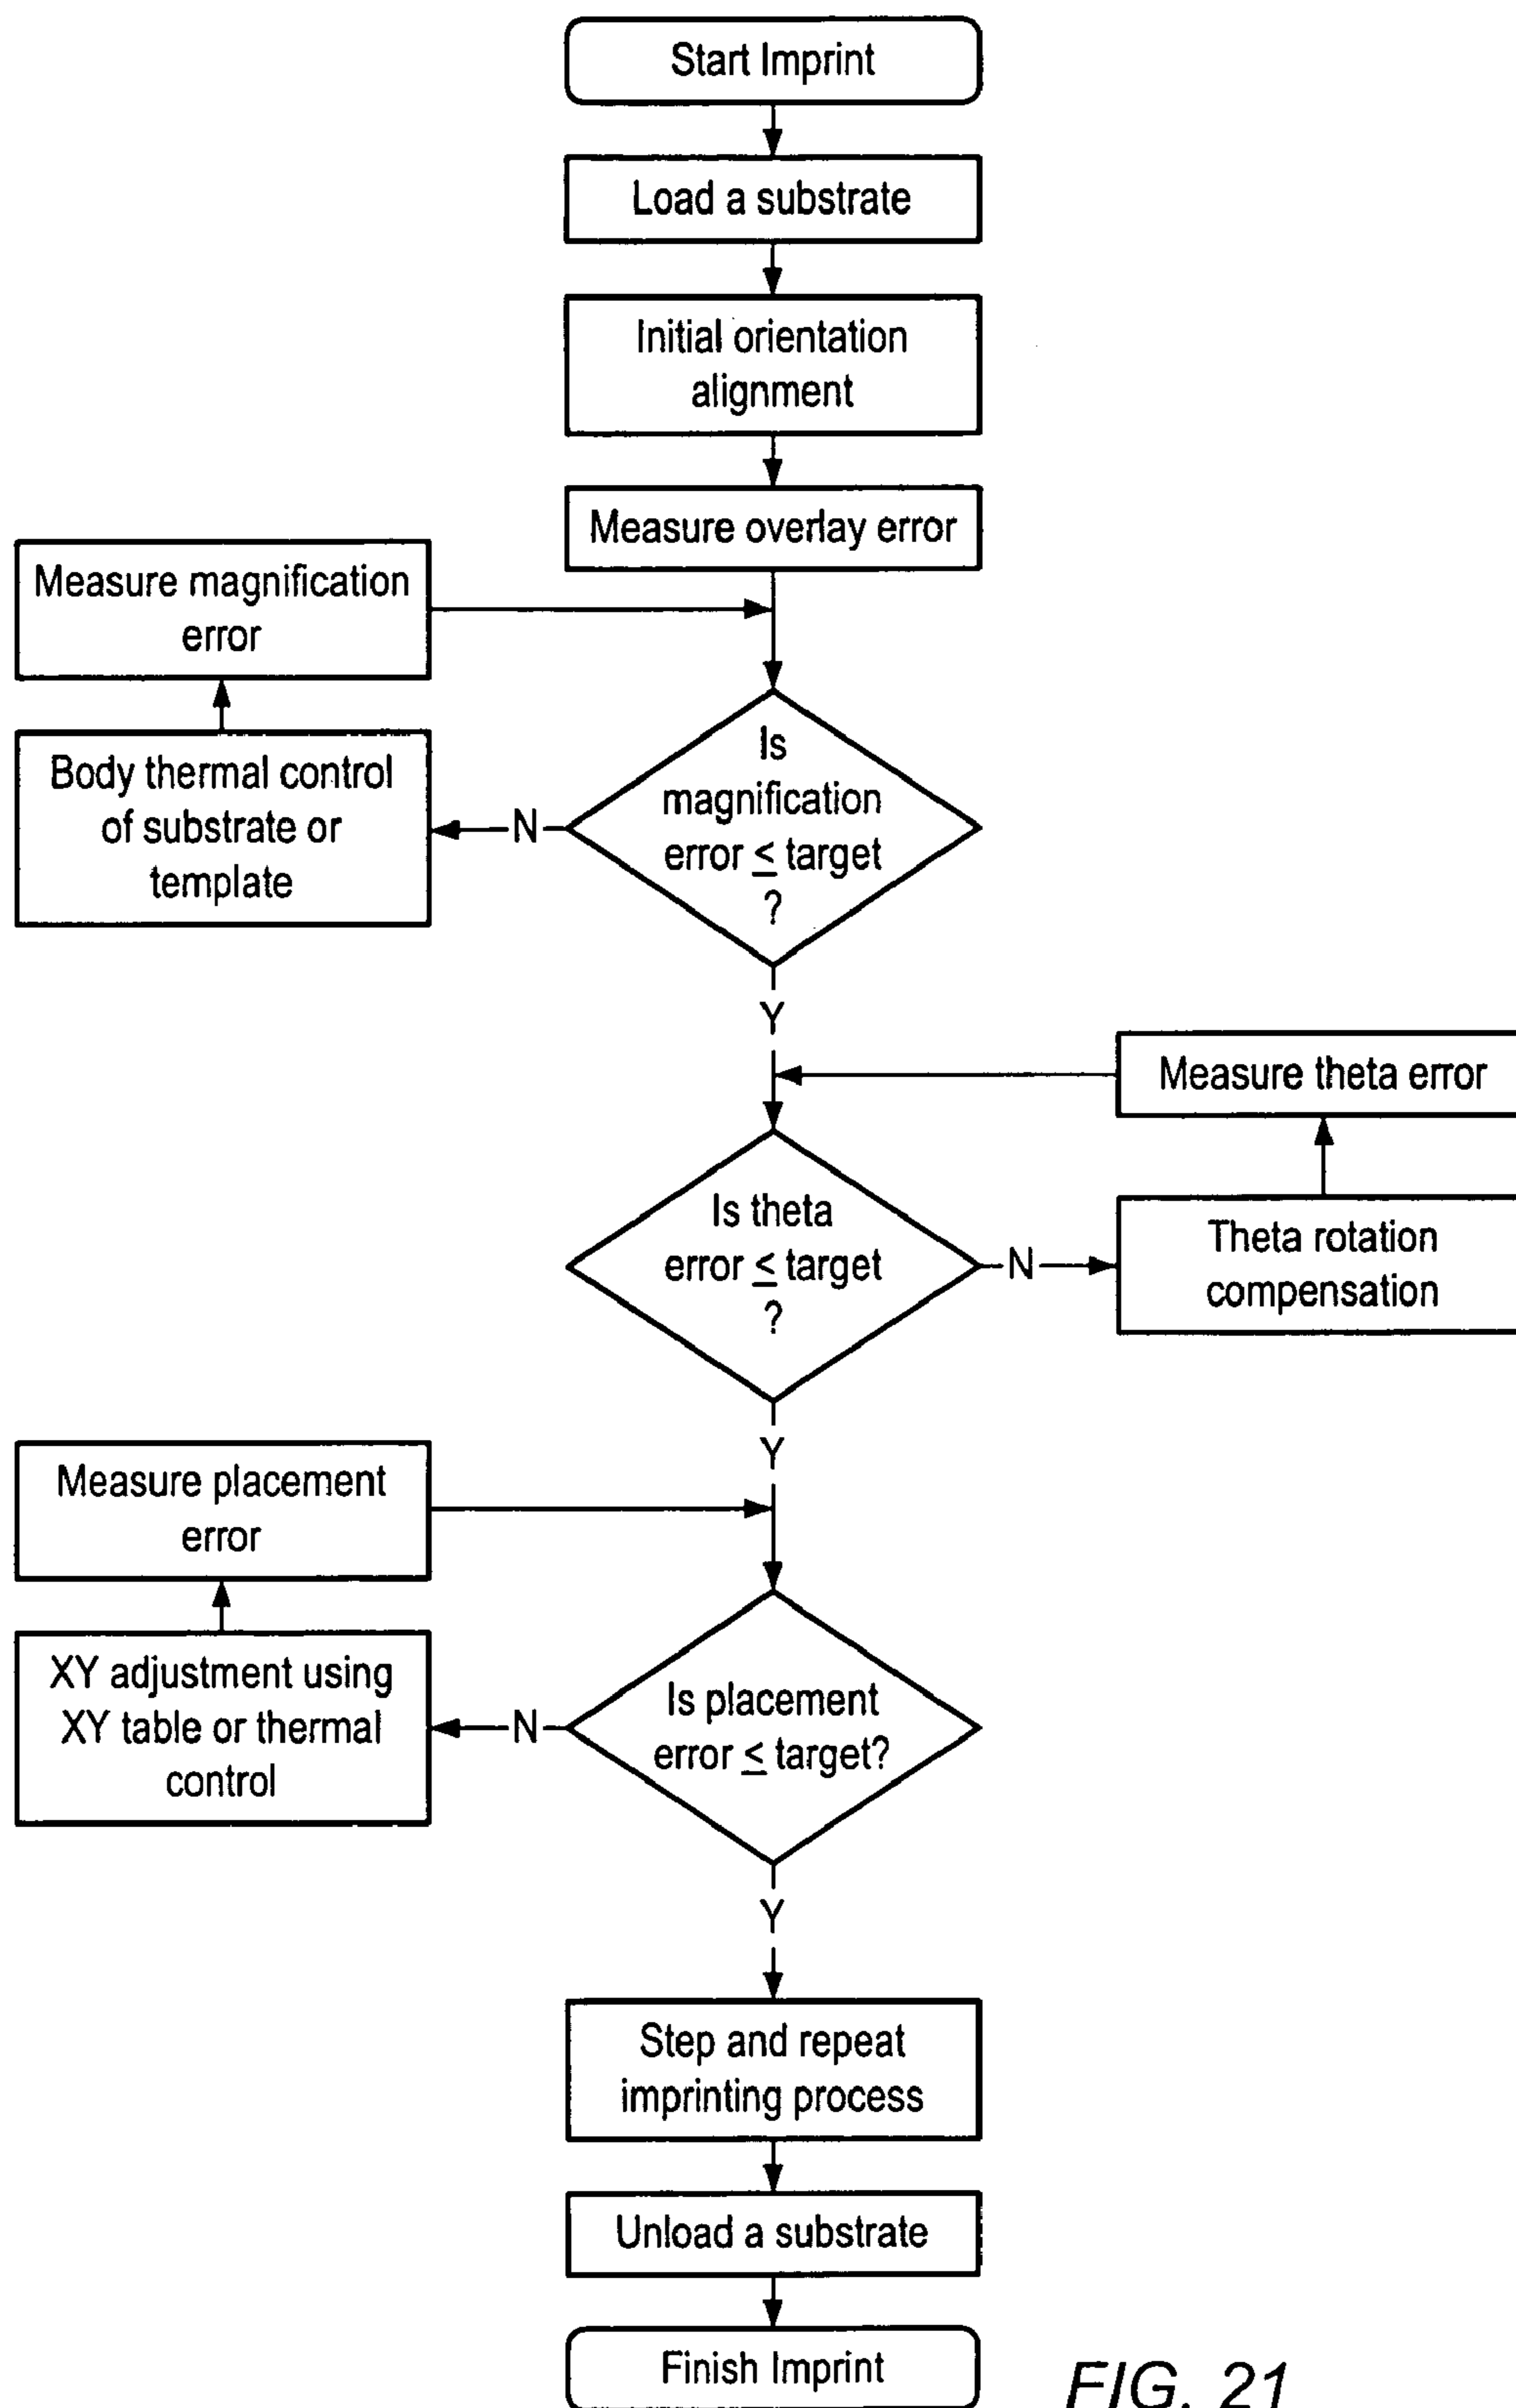 Start Imprint
Load a substrate
Initial orientation
alignment
Measure overlay error
Measure magnification
error
Is
magnification
error ≤ target
?
N
Body thermal control
of substrate or
template
Y
Measure theta error
Is theta
error ≤ target
?
N
Theta rotation
compensation
Y
Measure placement
error
Is placement
error ≤ target?
N
XY adjustment using
XY table or thermal
control
Y
Step and repeat
imprinting process
Unload a substrate
Finish Imprint
FIG. 21